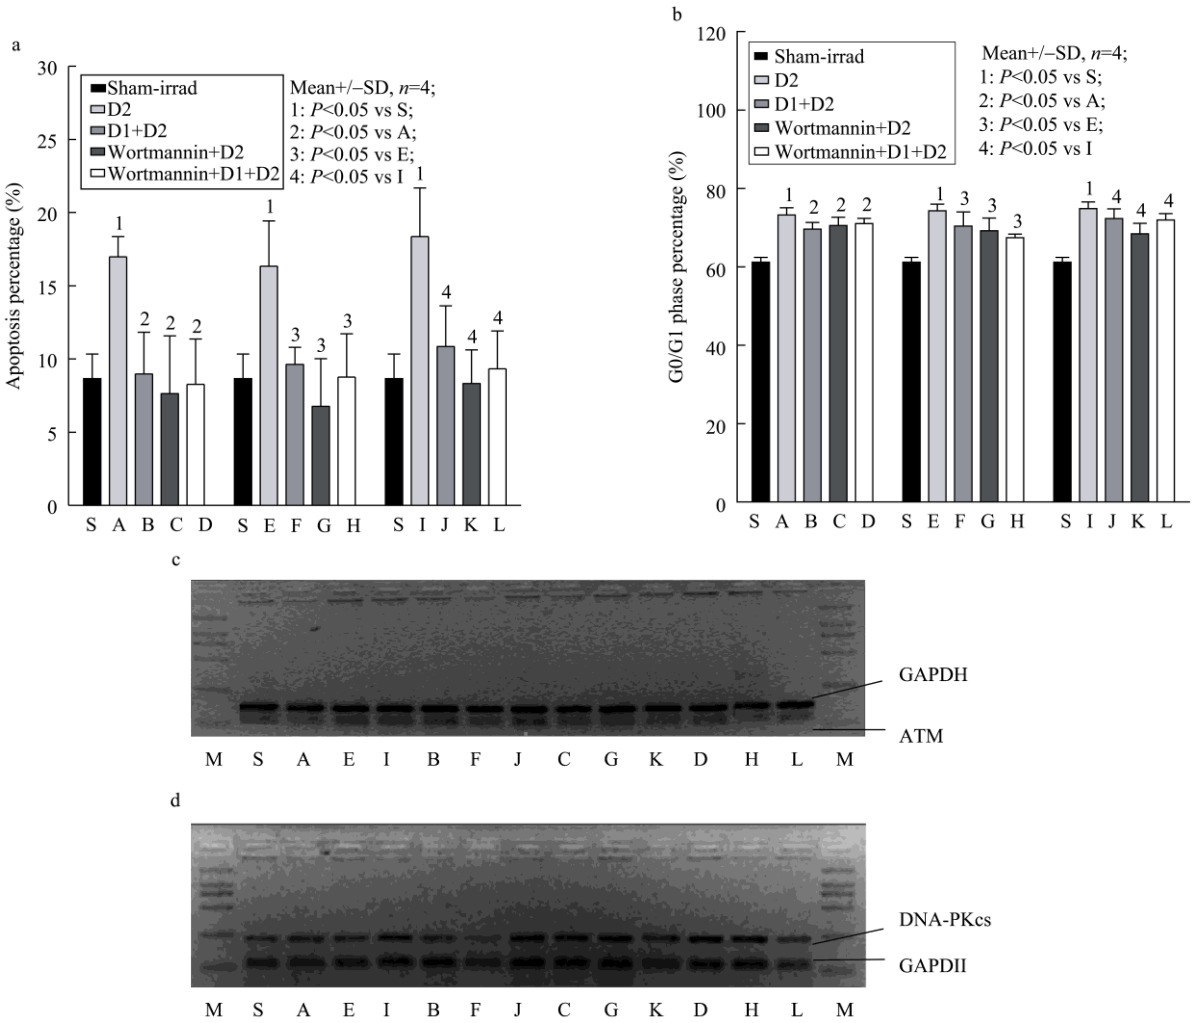 a
30
25
20
15
10
5
0
Apoptosis percentage (%)
Sham-irrad
D2
D1+D2
Wortmannin+D2
Wortmannin+D1+D2
Mean+/−SD, n=4;
1: P<0.05 vs S;
2: P<0.05 vs A;
3: P<0.05 vs E;
4: P<0.05 vs I
1
2
2
2
1
3
3
3
1
4
4
4
S A B C D S E F G H S I J K L
b
120
100
80
60
40
20
0
G0/G1 phase percentage (%)
Sham-irrad
D2
D1+D2
Wortmannin+D2
Wortmannin+D1+D2
Mean+/−SD, n=4;
1: P<0.05 vs S;
2: P<0.05 vs A;
3: P<0.05 vs E;
4: P<0.05 vs I
1
2
2
2
1
3
3
3
1
4
4
4
S A B C D S E F G H S I J K L
c
GAPDH
ATM
M S A E I B F J C G K D H L M
d
DNA-PKcs
GAPDII
M S A E I B F J C G K D H L M